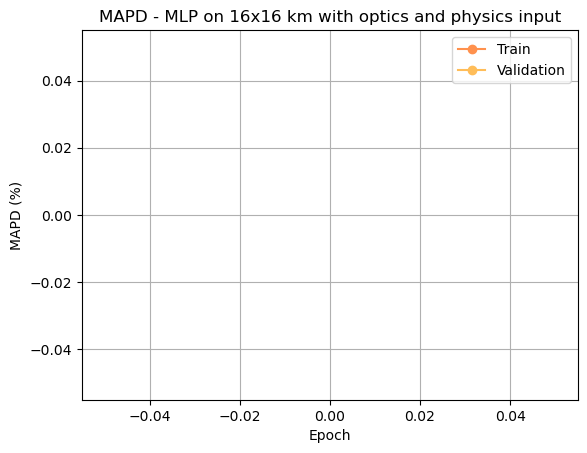 MAPD - MLP on 16x16 km with optics and physics input
Train
Validation
0.04
0.02
0.00
−0.02
−0.04
MAPD (%)
−0.04
−0.02
0.00
0.02
0.04
Epoch